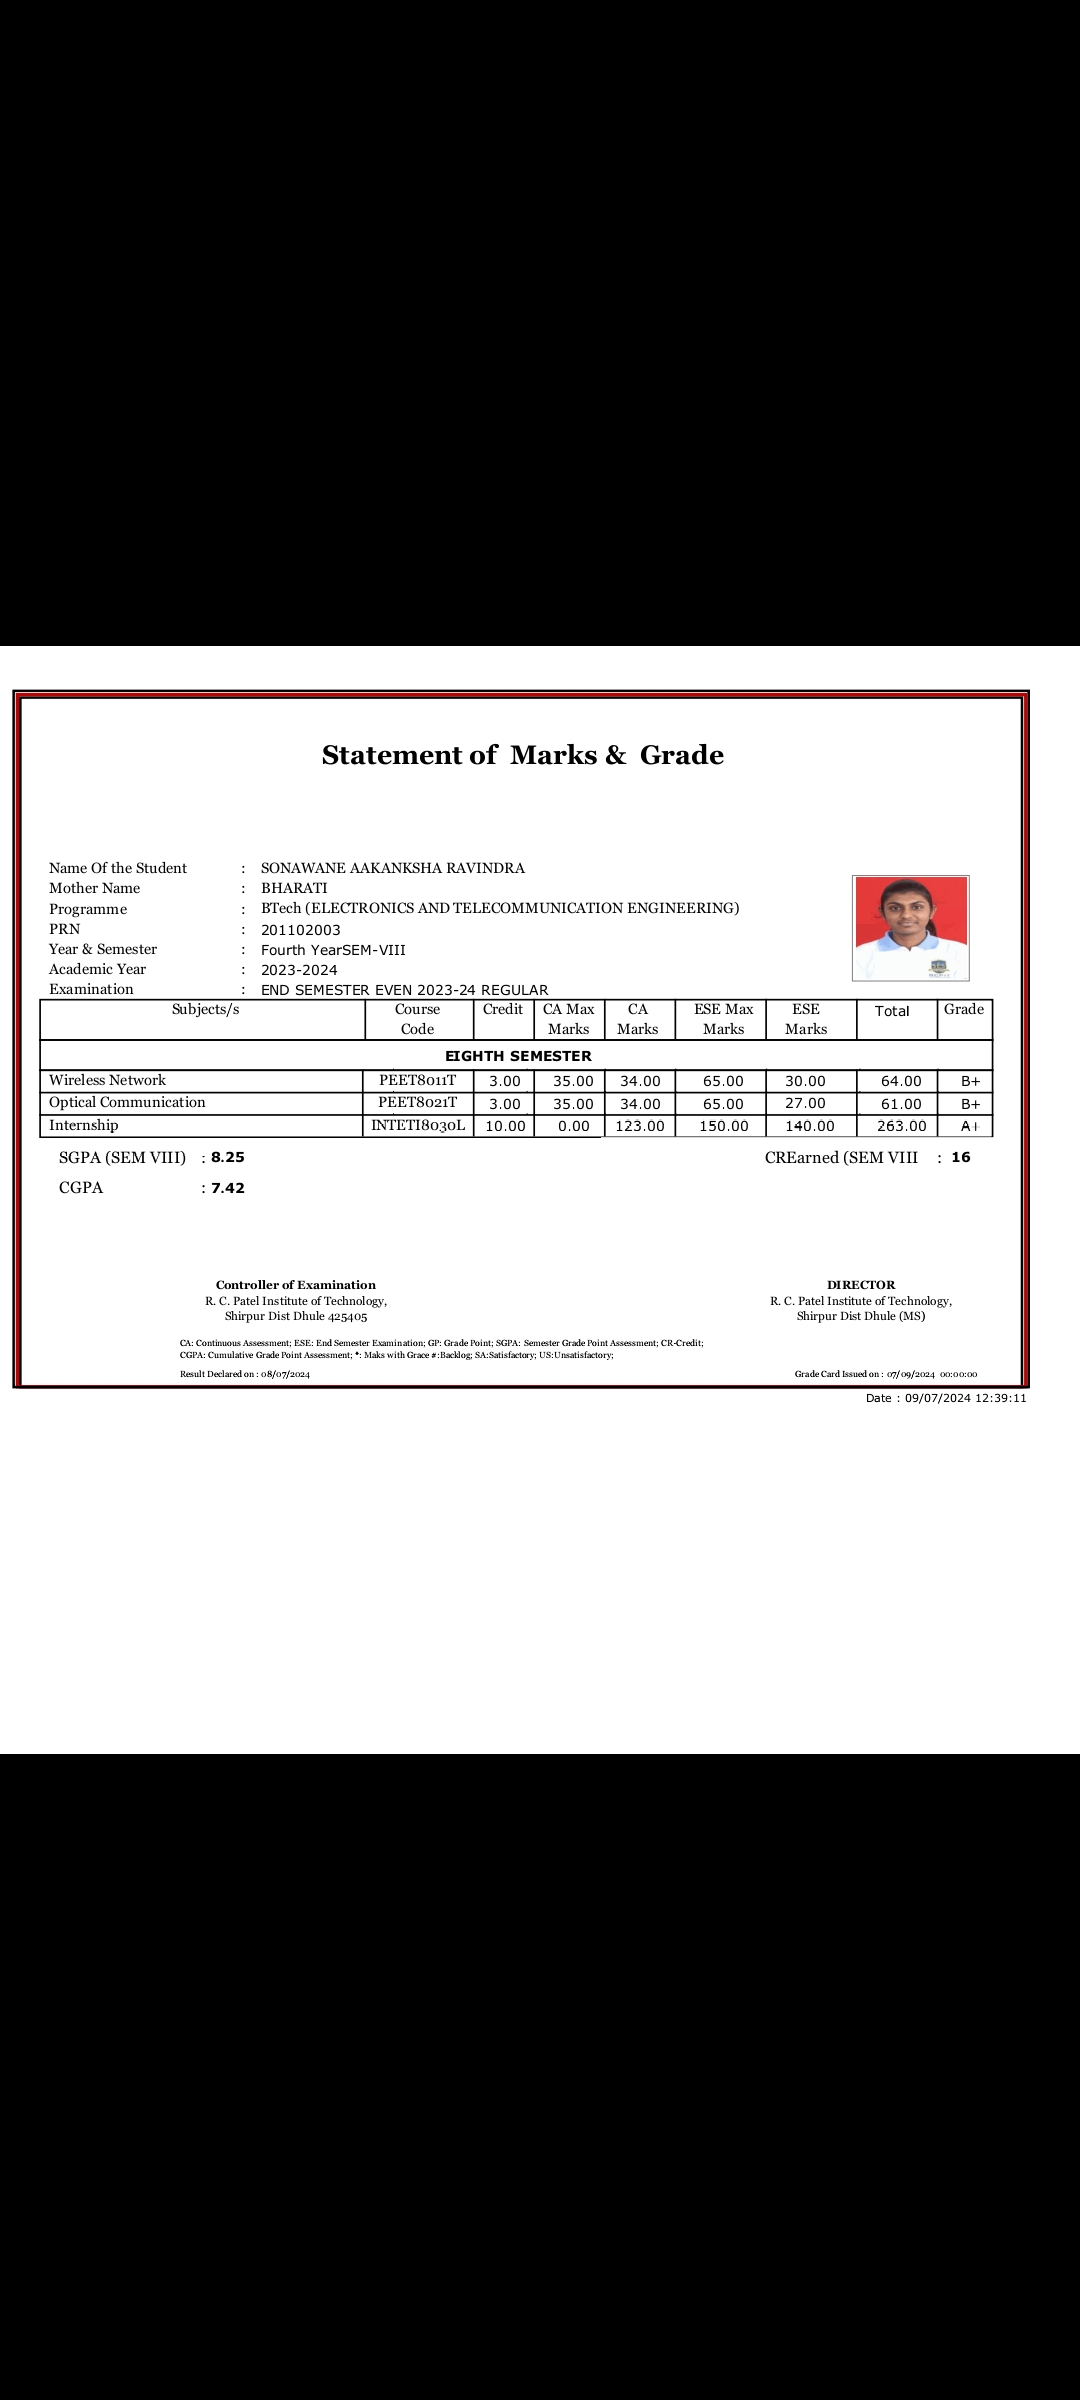 Statement of Marks & Grade
Name Of the Student : SONAWANE AAKANKSHA RAVINDRA
Mother Name : BHARATI
Programme : BTech (ELECTRONICS AND TELECOMMUNICATION ENGINEERING)
PRN : 201102003
Year & Semester : Fourth YearSEM-VIII
Academic Year : 2023-2024
Examination : END SEMESTER EVEN 2023-24 REGULAR
Subjects/s Course Code Credit CA Max Marks CA Marks ESE Max Marks ESE Marks Total Grade
EIGHTH SEMESTER
Wireless Network PEET8011T 3.00 35.00 34.00 65.00 30.00 64.00 B+
Optical Communication PEET8021T 3.00 35.00 34.00 65.00 27.00 61.00 B+
Internship INTETI8030L 10.00 0.00 123.00 150.00 140.00 263.00 A+
SGPA (SEM VIII) : 8.25 CREarned (SEM VIII : 16
CGPA : 7.42
Controller of Examination DIRECTOR
R. C. Patel Institute of Technology, R. C. Patel Institute of Technology,
Shirpur Dist Dhule 425405 Shirpur Dist Dhule (MS)
CA: Continuous Assessment; ESE: End Semester Examination; GP: Grade Point; SGPA: Semester Grade Point Assessment; CR-Credit;
CGPA: Cumulative Grade Point Assessment; *: Maks with Grace #:Backlog; SA:Satisfactory; US:Unsatisfactory;
Result Declared on : 08/07/2024 Grade Card Issued on : 07/09/2024 00:00:00
Date : 09/07/2024 12:39:11